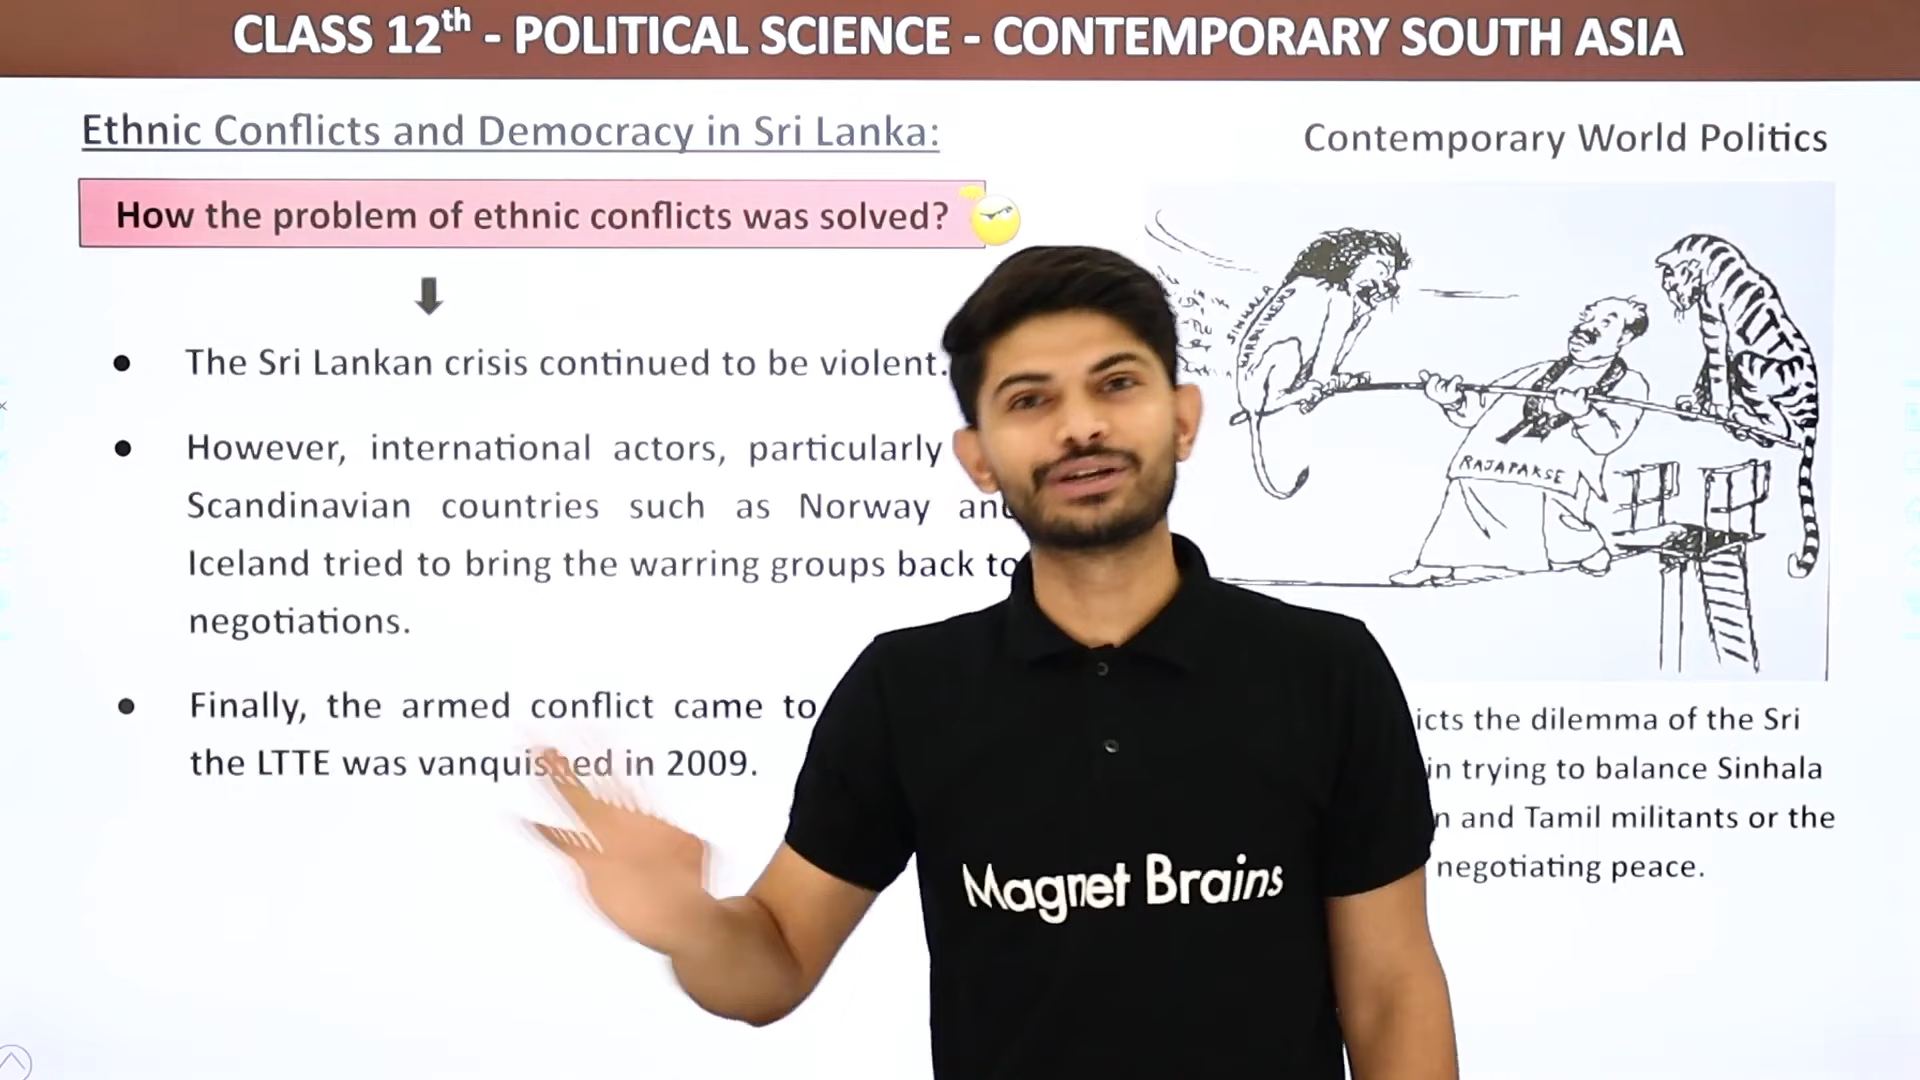 CLASS 12th - POLITICAL SCIENCE - CONTEMPORARY SOUTH ASIA
Ethnic Conflicts and Democracy in Sri Lanka:
Contemporary World Politics
How the problem of ethnic conflicts was solved?
The Sri Lankan crisis continued to be violent.
However, international actors, particularly
Scandinavian countries such as Norway and
Iceland tried to bring the warring groups back to
negotiations.
Finally, the armed conflict came to
the LTTE was vanquished in 2009.
SINHALA
HARDLINERS
RAJAPAKSE
the dilemma of the Sri
in trying to balance Sinhala
and Tamil militants or the
negotiating peace.
Magnet Brains